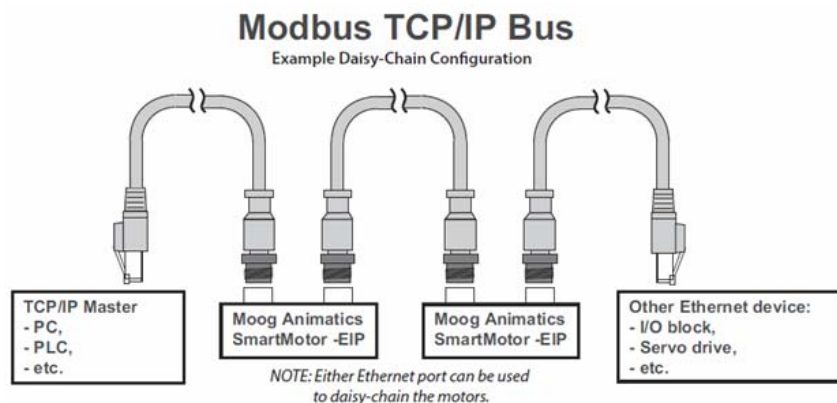 Modbus TCP/IP Bus
Example Daisy-Chain Configuration
TCP/IP Master
- PC,
- PLC,
- etc.
Moog Animatics
SmartMotor -EIP
Moog Animatics
SmartMotor -EIP
Other Ethernet device:
- I/O block,
- Servo drive,
- etc.
NOTE: Either Ethernet port can be used
to daisy-chain the motors.